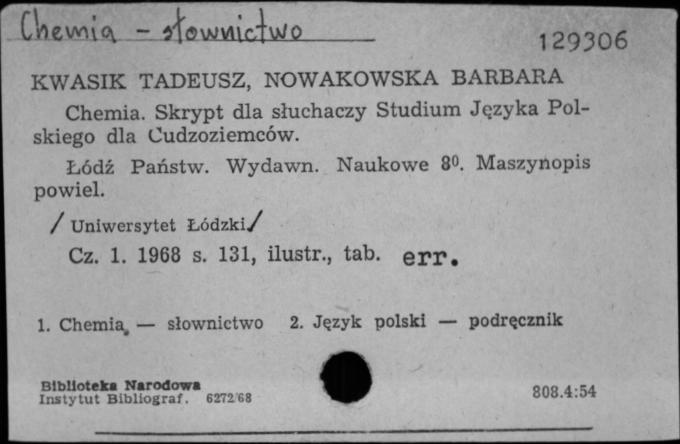 Chemia - słownictwo
129306
KWASIK TADEUSZ, NOWAKOWSKA BARBARA
Chemia. Skrypt dla słuchaczy Studium Języka Pol-
skiego dla Cudzoziemców.
Łódź Państw. Wydawn. Naukowe 8⁰. Maszynopis
powiel.
/ Uniwersytet Łódzki/
Cz. 1. 1968 s. 131, ilustr., tab. err.
1. Chemia — słownictwo 2. Język polski — podręcznik
Biblioteka Narodowa
Instytut Bibliograf. 6272/68
808.4:54